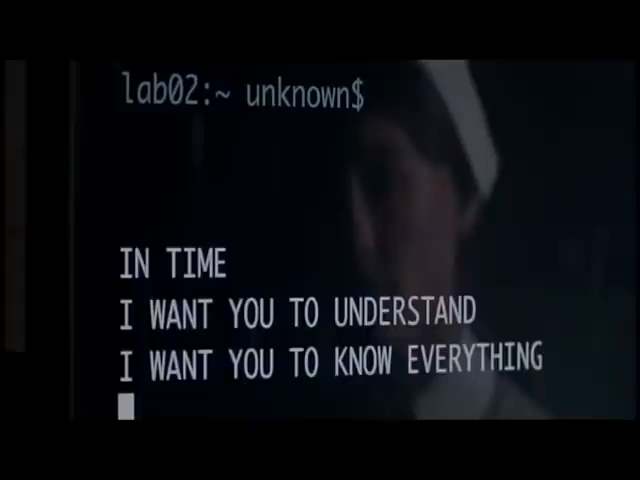 lab02:~ unknown$
IN TIME
I WANT YOU TO UNDERSTAND
I WANT YOU TO KNOW EVERYTHING